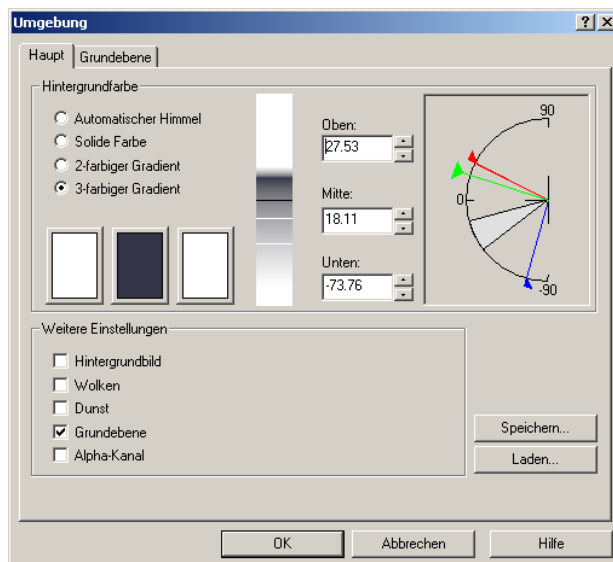 Umgebung
Haupt
Grundebene
Hintergrundfarbe
Automatischer Himmel
Solide Farbe
2-farbiger Gradient
3-farbiger Gradient
Oben:
27.53
Mitte:
18.11
Unten:
-73.76
90
0
-90
Weitere Einstellungen
Hintergrundbild
Wolken
Dunst
Grundebene
Alpha-Kanal
Speichern...
Laden...
OK
Abbrechen
Hilfe